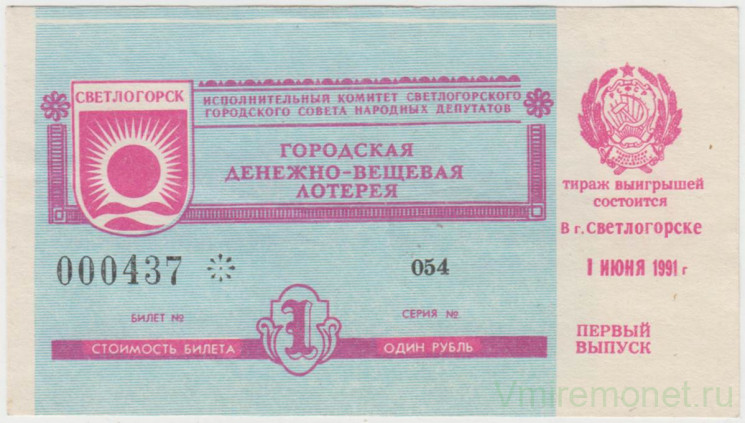 СВЕТЛОГОРСК
ИСПОЛНИТЕЛЬНЫЙ КОМИТЕТ СВЕТЛОГОРСКОГО
ГОРОДСКОГО СОВЕТА НАРОДНЫХ ДЕПУТАТОВ
ГОРОДСКАЯ
ДЕНЕЖНО-ВЕЩЕВАЯ
ЛОТЕРЕЯ
000437
054
БИЛЕТ №
СЕРИЯ №
1
СТОИМОСТЬ БИЛЕТА
ОДИН РУБЛЬ
тираж выигрышей
состоится
в г. СВЕТЛОГОРСКЕ
1 ИЮНЯ 1991 г
ПЕРВЫЙ
ВЫПУСК
Vmiremonet.ru